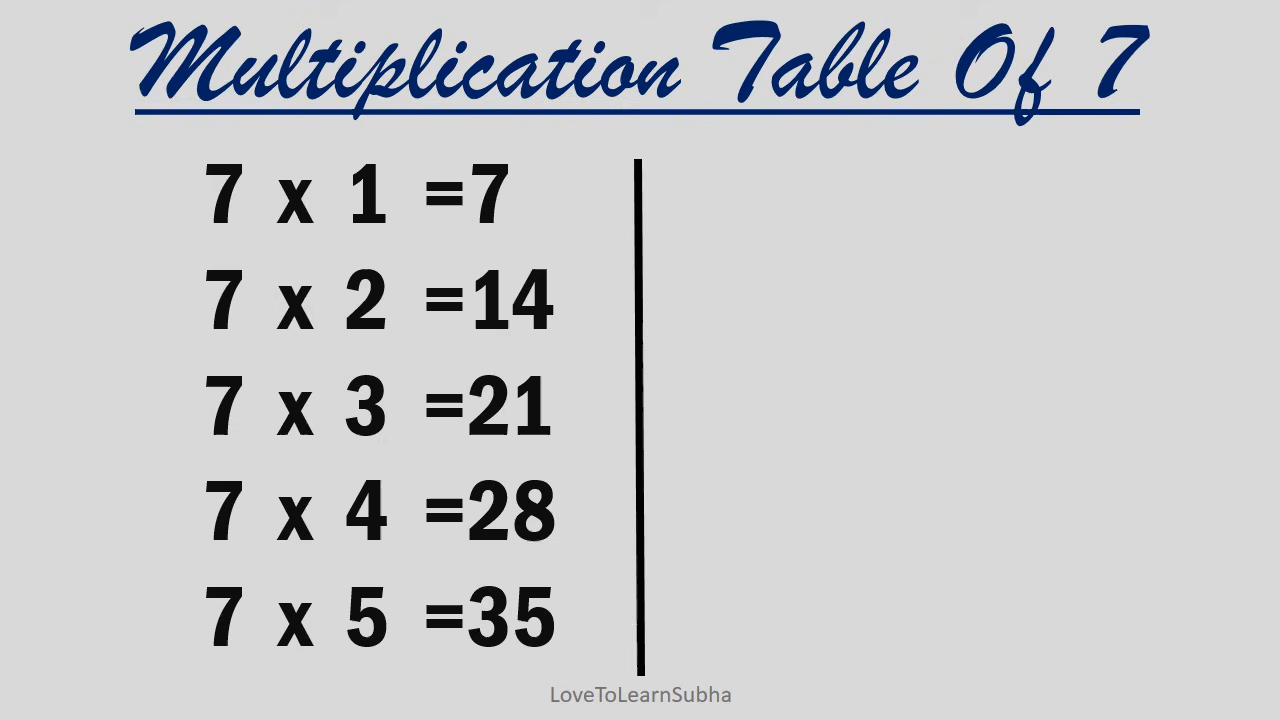 Multiplication Table Of 7
7 x 1 =7
7 x 2 =14
7 x 3 =21
7 x 4 =28
7 x 5 =35
LoveToLearnSubha